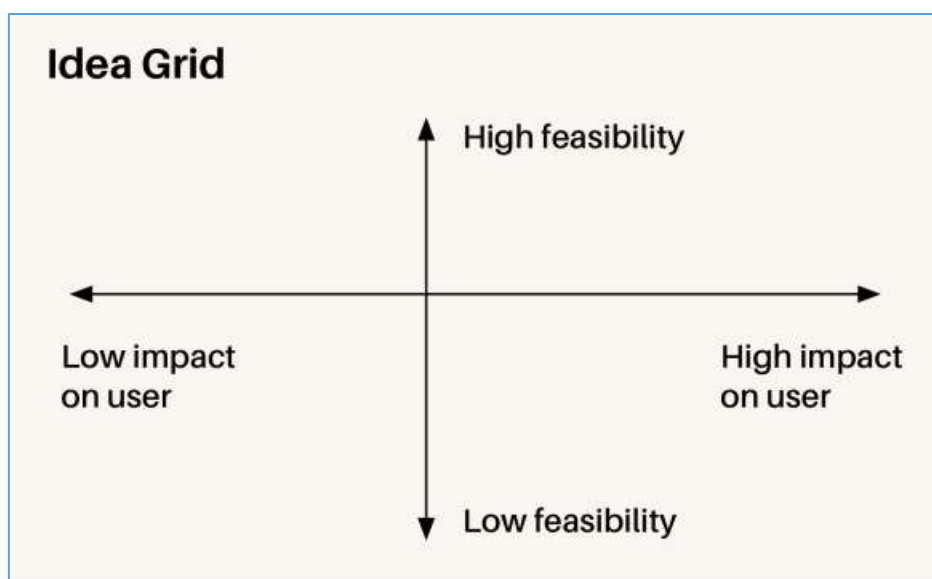 Idea Grid
High feasibility
Low impact
on user
High impact
on user
Low feasibility